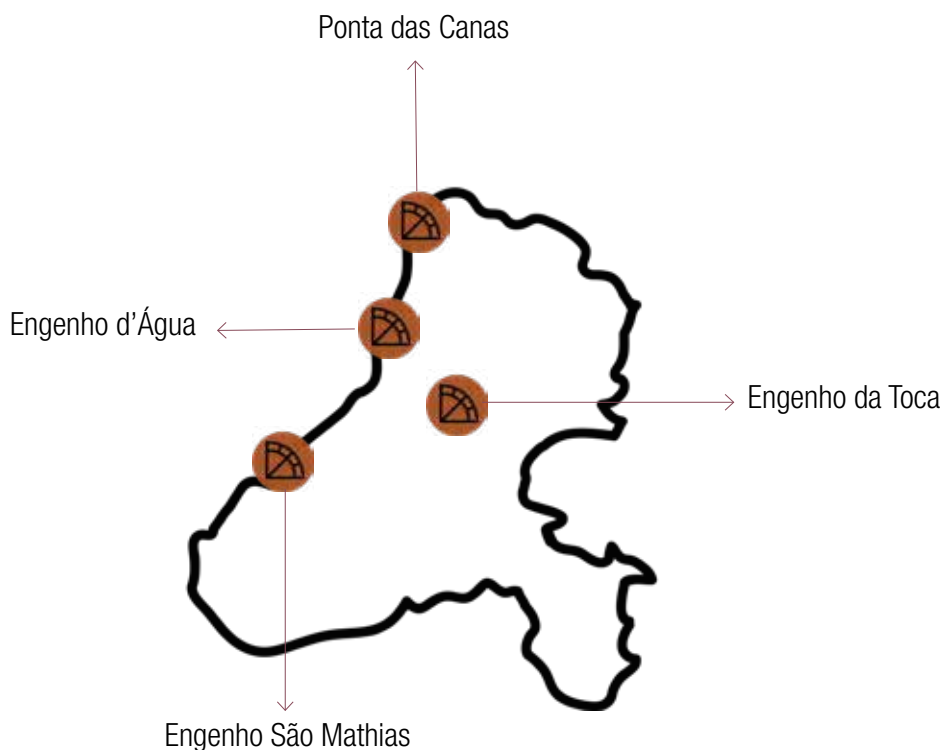 Ponta das Canas
Engenho d’Água
Engenho da Toca
Engenho São Mathias